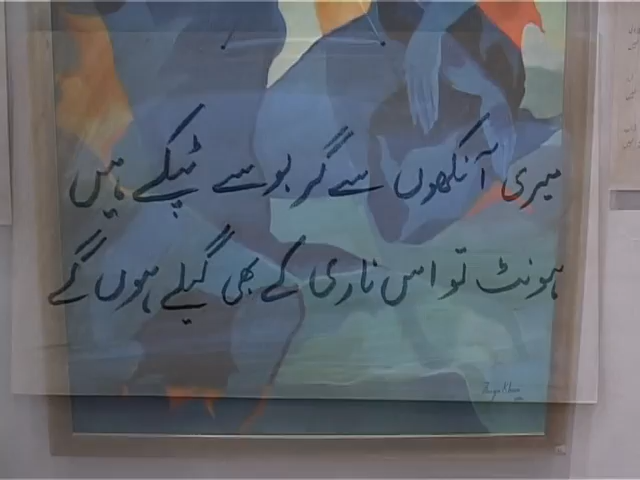 میری آنکھوں سے گر بوسے ٹپکے ہیں
ہونٹ تو اس ناری کے بھی گیلے ہوں گے